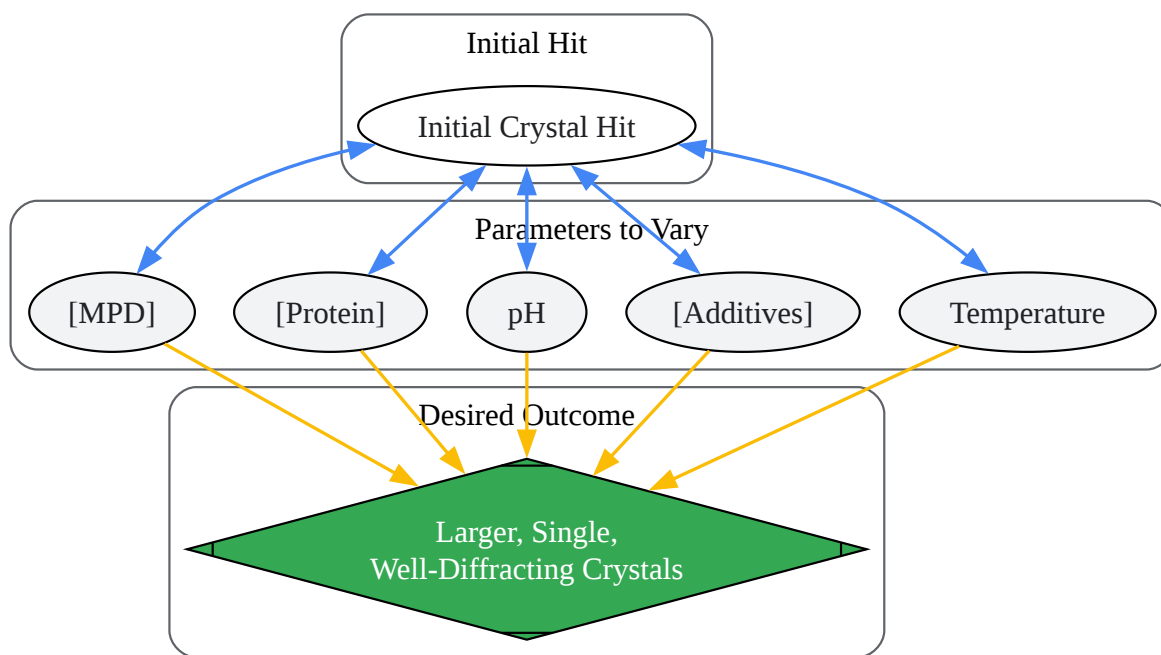 Initial Hit
Initial Crystal Hit
Parameters to Vary
[MPD]
[Protein]
pH
[Additives]
Temperature
Desired Outcome
Larger, Single,
Well-Diffracting Crystals